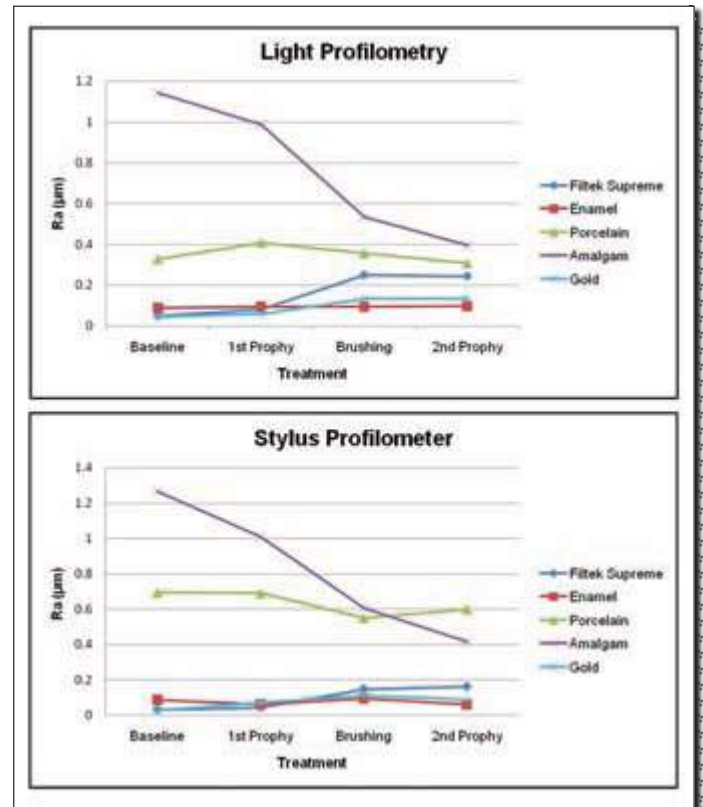 Light Profilometry
1.2
1
0.8
0.6
0.4
0.2
0
Ra (µm)
Baseline 1st Prophy Brushing 2nd Prophy
Treatment
Filtek Supreme
Enamel
Porcelain
Amalgam
Gold
Stylus Profilometer
1.4
1.2
1
0.8
0.6
0.4
0.2
0
Ra (µm)
Baseline 1st Prophy Brushing 2nd Prophy
Treatment
Filtek Supreme
Enamel
Porcelain
Amalgam
Gold